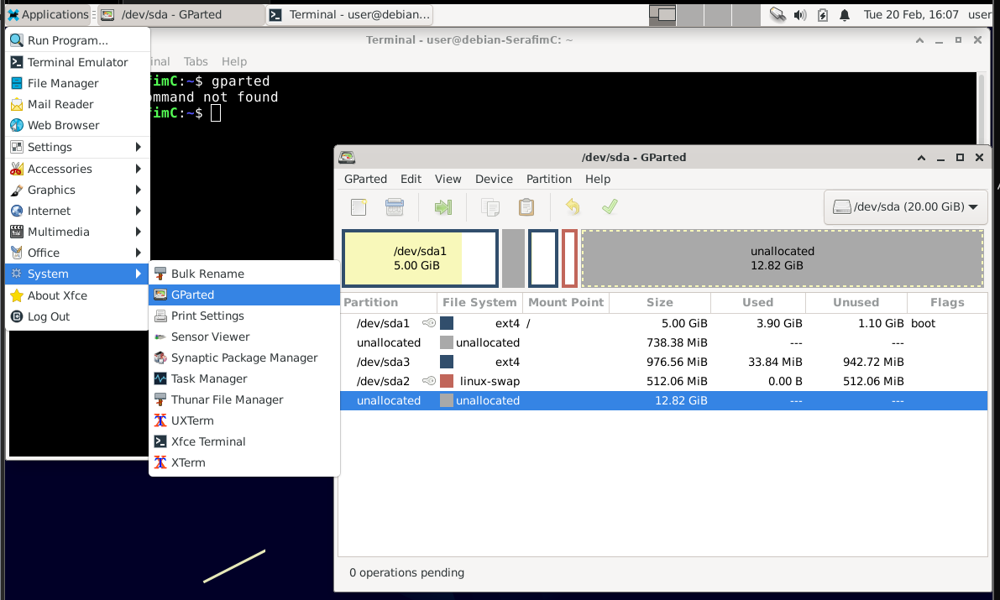 Applications
/dev/sda - GParted
Terminal - user@debian...
Tue 20 Feb, 16:07
user
Run Program...
Terminal Emulator
File Manager
Mail Reader
Web Browser
Settings
Accessories
Graphics
Internet
Multimedia
Office
System
About Xfce
Log Out
Terminal - user@debian-SerafimC: ~
Tabs Help
fimC:~$ gparted
command not found
fimC:~$
Bulk Rename
GParted
Print Settings
Sensor Viewer
Synaptic Package Manager
Task Manager
Thunar File Manager
UXTerm
Xfce Terminal
XTerm
/dev/sda - GParted
GParted Edit View Device Partition Help
/dev/sda (20.00 GiB)
/dev/sda1
5.00 GiB
unallocated
12.82 GiB
Partition File System Mount Point Size Used Unused Flags
/dev/sda1 ext4 / 5.00 GiB 3.90 GiB 1.10 GiB boot
unallocated unallocated 738.38 MiB --- ---
/dev/sda3 ext4 976.56 MiB 33.84 MiB 942.72 MiB
/dev/sda2 linux-swap 512.06 MiB 0.00 B 512.06 MiB
unallocated unallocated 12.82 GiB --- ---
0 operations pending